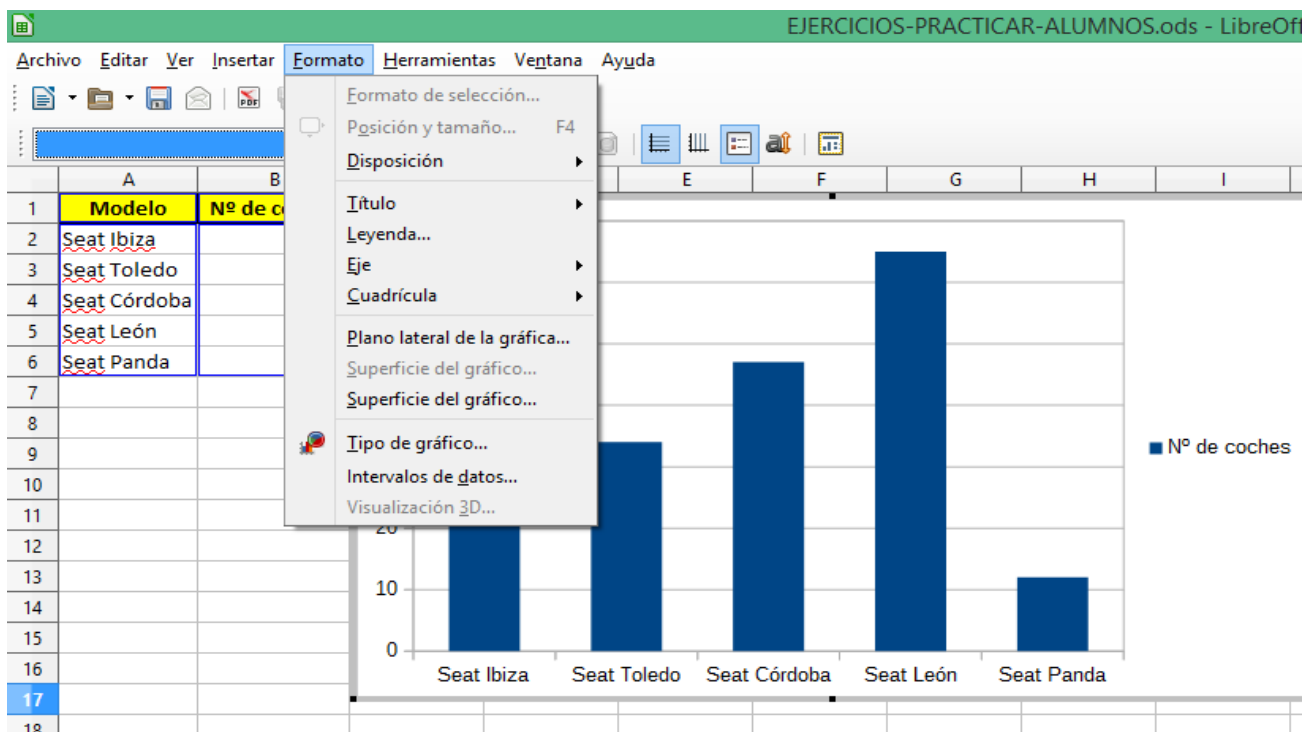 EJERCICIOS-PRACTICAR-ALUMNOS.ods - LibreOff
Archivo Editar Ver Insertar Formato Herramientas Ventana Ayuda
PDF
Formato de selección...
Posición y tamaño... F4
Disposición
Título
Leyenda...
Eje
Cuadrícula
Plano lateral de la gráfica...
Superficie del gráfico...
Superficie del gráfico...
Tipo de gráfico...
Intervalos de datos...
Visualización 3D...
A B E F G H I
1 Modelo Nº de c
2 Seat Ibiza
3 Seat Toledo
4 Seat Córdoba
5 Seat León
6 Seat Panda
7
8
9
10
11
12
13
14
15
16
17
18
20
10
0
Seat Ibiza Seat Toledo Seat Córdoba Seat León Seat Panda
Nº de coches